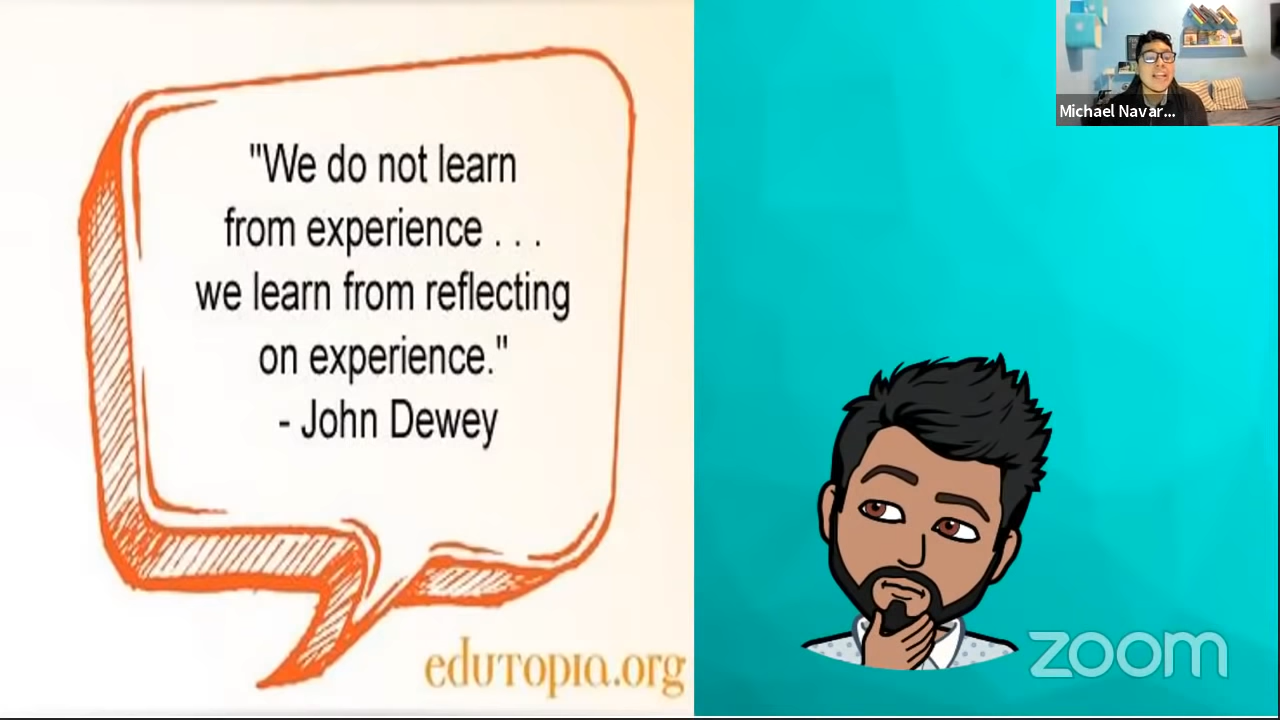 "We do not learn
from experience . . .
we learn from reflecting
on experience."
- John Dewey
edutopia.org
Michael Navar...
zoom